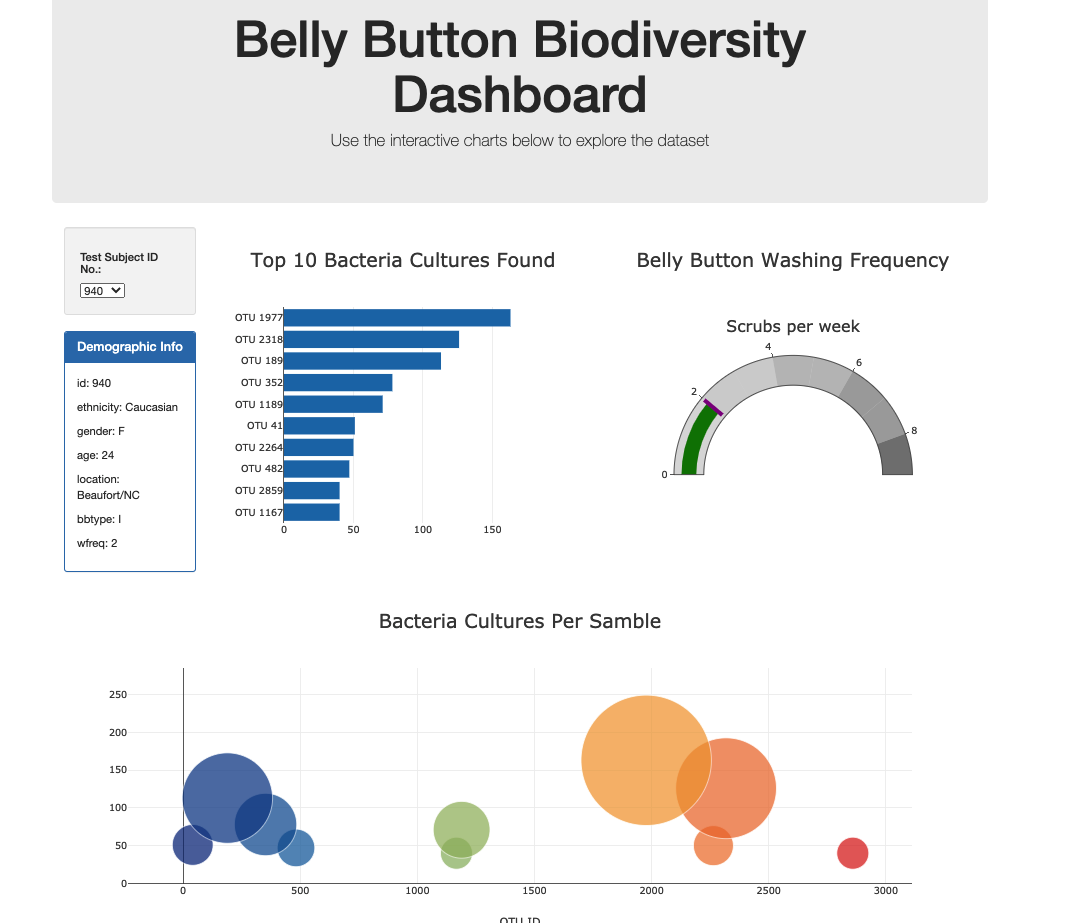 Belly Button Biodiversity
Dashboard
Use the interactive charts below to explore the dataset
Test Subject ID
No.:
940
Demographic Info
id: 940
ethnicity: Caucasian
gender: F
age: 24
location:
Beaufort/NC
bbtype: I
wfreq: 2
Top 10 Bacteria Cultures Found
OTU 1977
OTU 2318
OTU 189
OTU 352
OTU 1189
OTU 41
OTU 2264
OTU 482
OTU 2859
OTU 1167
0 50 100 150
Belly Button Washing Frequency
Scrubs per week
0
2
4
6
8
Bacteria Cultures Per Samble
250
200
150
100
50
0
0 500 1000 1500 2000 2500 3000
OTU ID